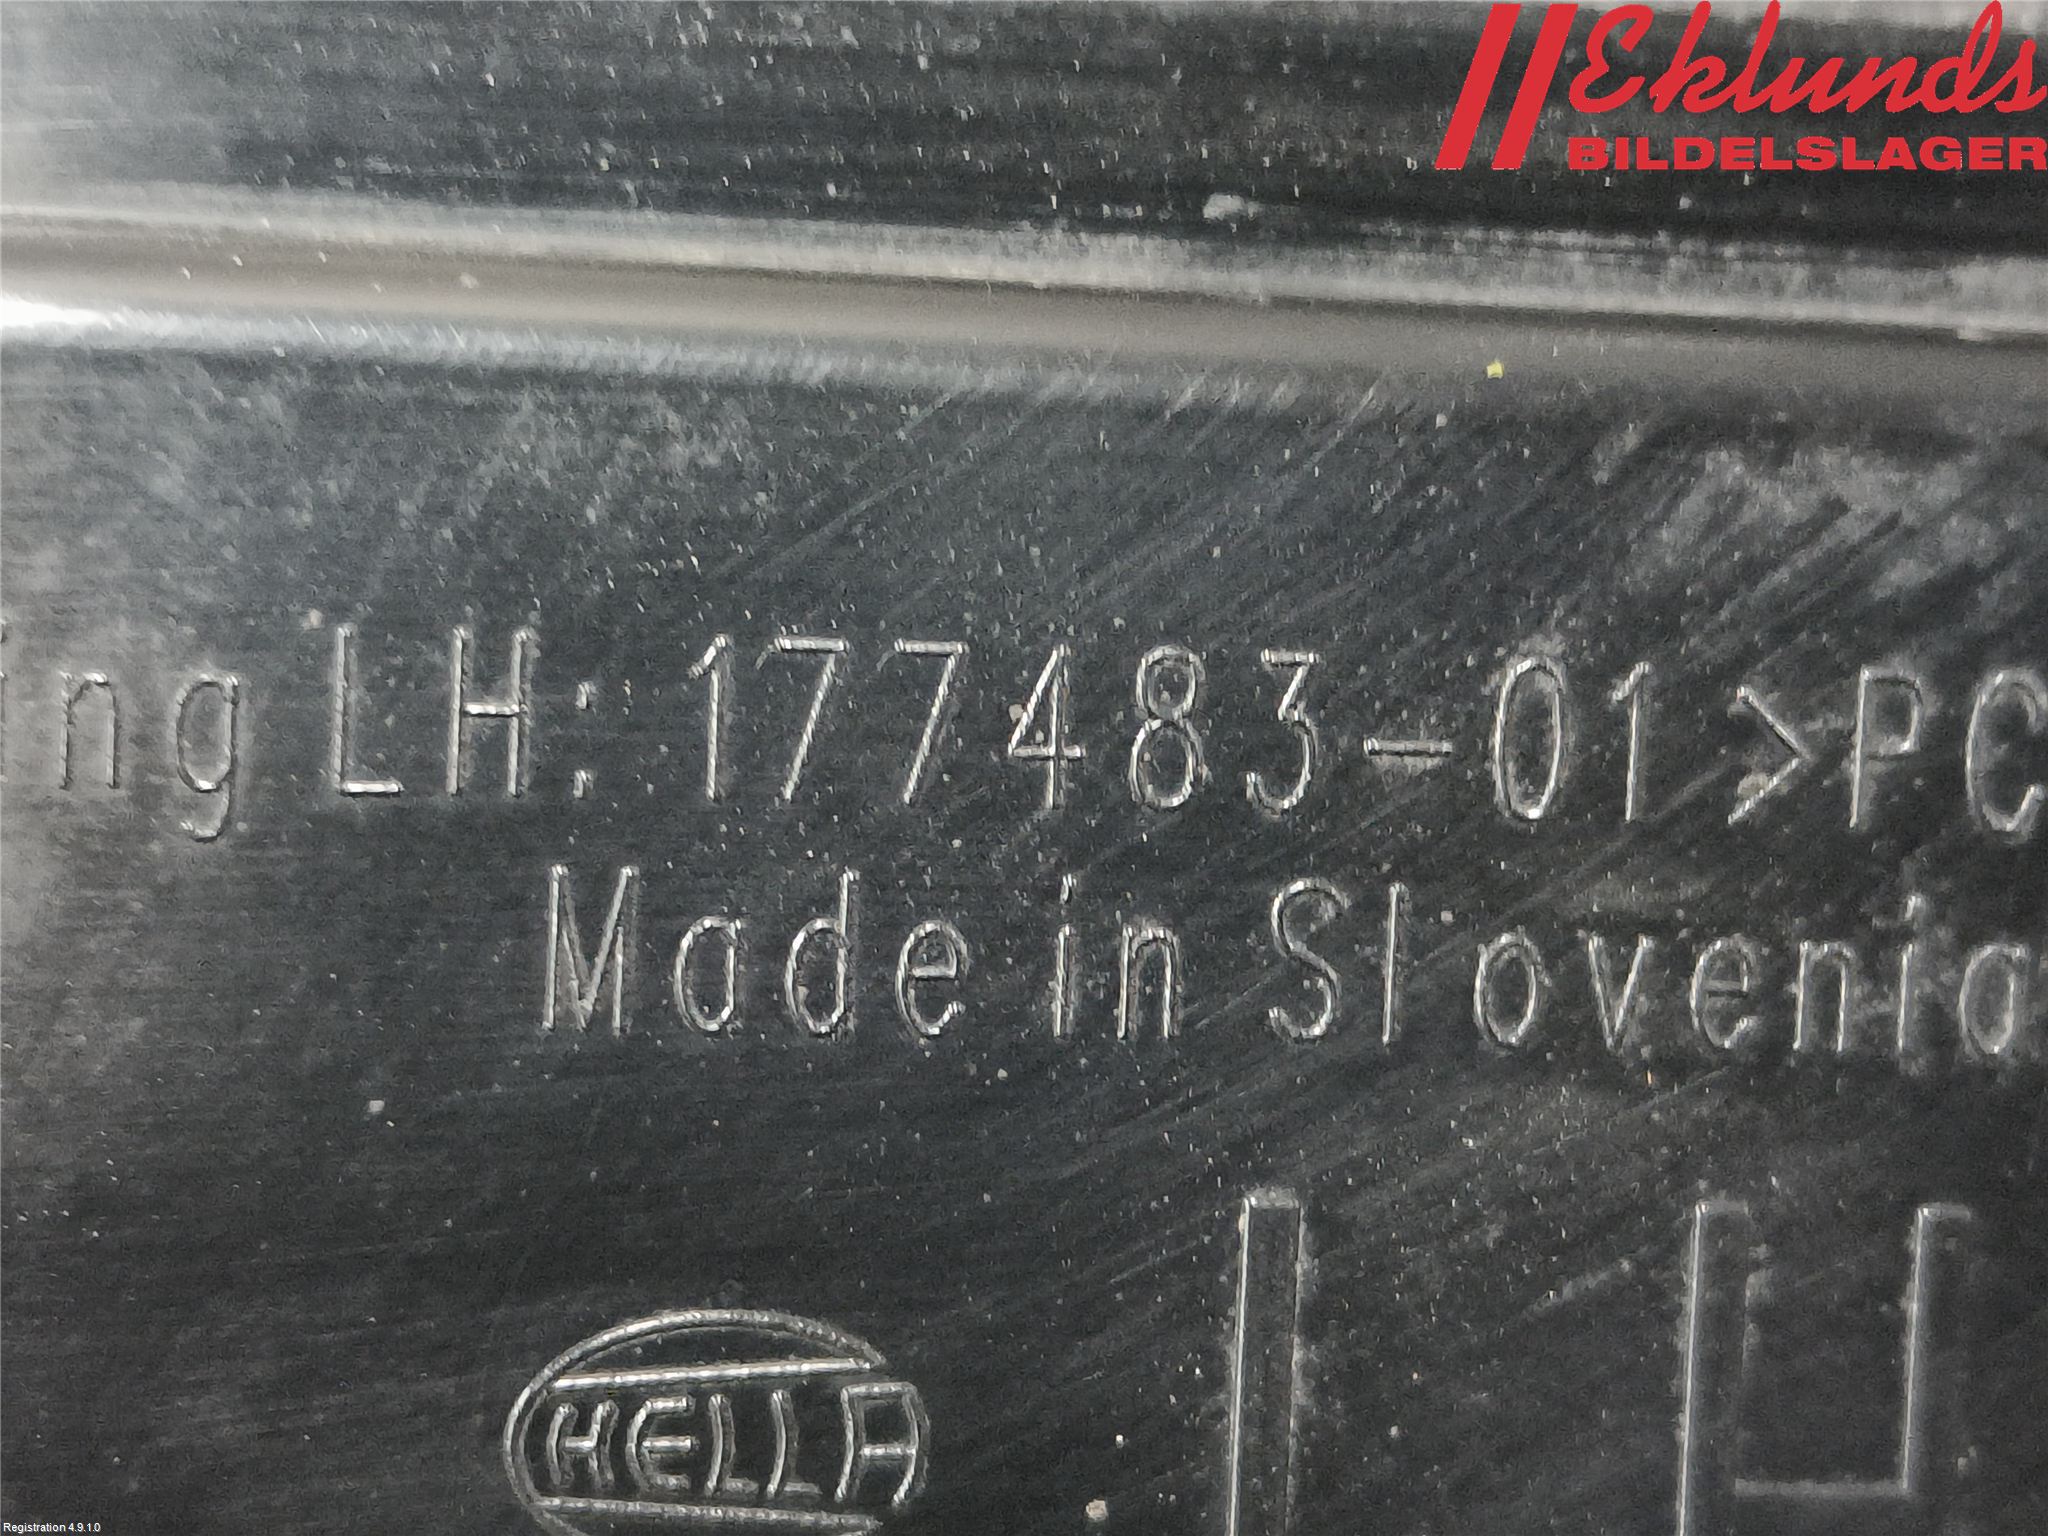 Eklunds
BILDELSLAGER
ing LH: 177483-01 >PC
Made in Slovenia
HELLA
Registration 4.9.1.0